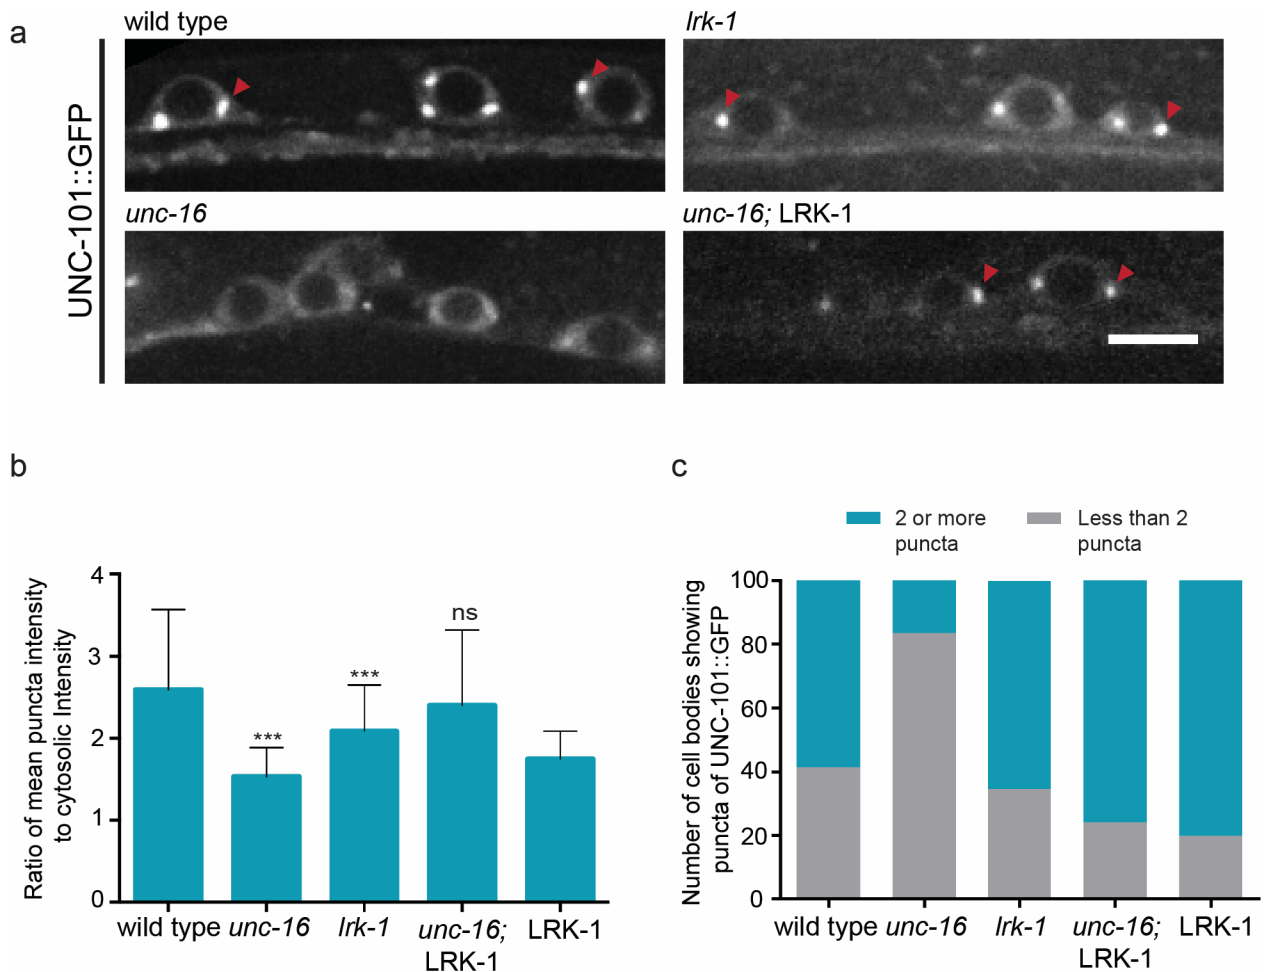 a
wild type
lrk-1
UNC-101::GFP
unc-16
unc-16; LRK-1
b
c
2 or more
puncta
Less than 2
puncta
Ratio of mean puncta intensity
to cytosolic Intensity
4
3
2
1
0
***
***
ns
wild type
unc-16
lrk-1
unc-16;
LRK-1
LRK-1
Number of cell bodies showing
puncta of UNC-101::GFP
100
80
60
40
20
0
wild type
unc-16
lrk-1
unc-16;
LRK-1
LRK-1